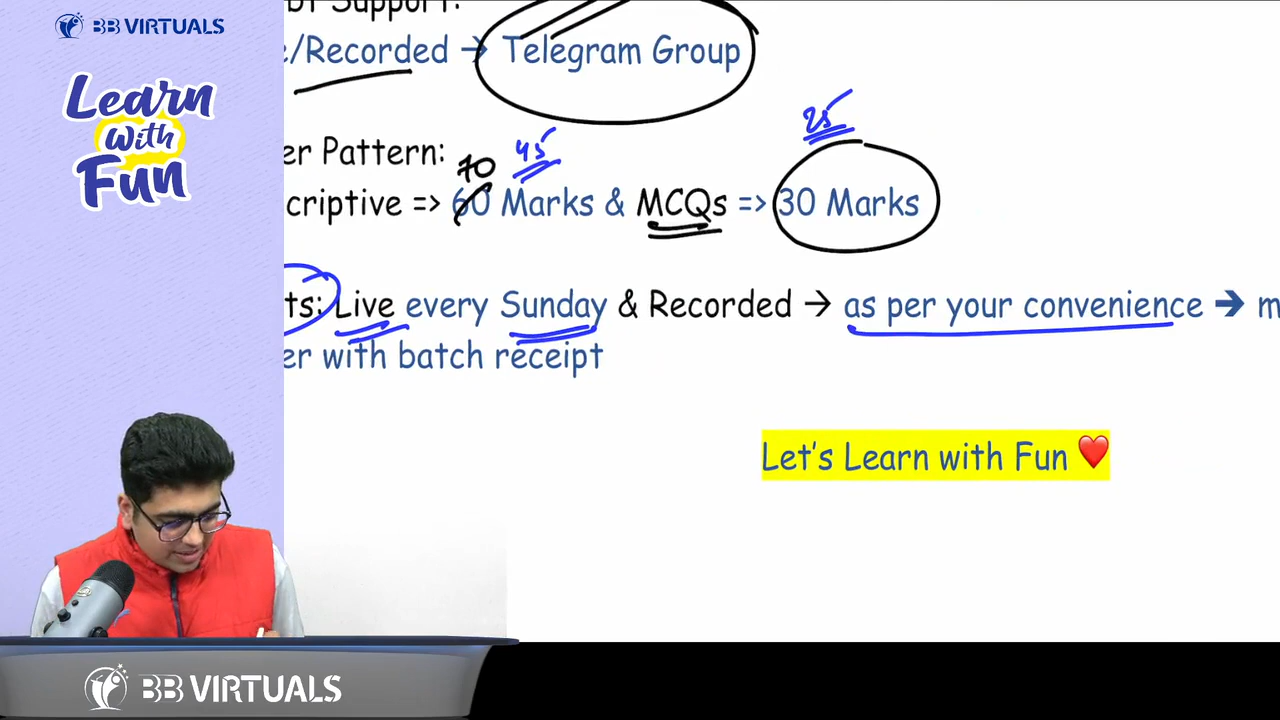 BB VIRTUALS
Learn
with
Fun
bt Support:
e/Recorded → Telegram Group
25
er Pattern:
70 45
criptive => 60 Marks & MCQs => 30 Marks
ts: Live every Sunday & Recorded → as per your convenience → m
er with batch receipt
Let's Learn with Fun ❤️
BB VIRTUALS